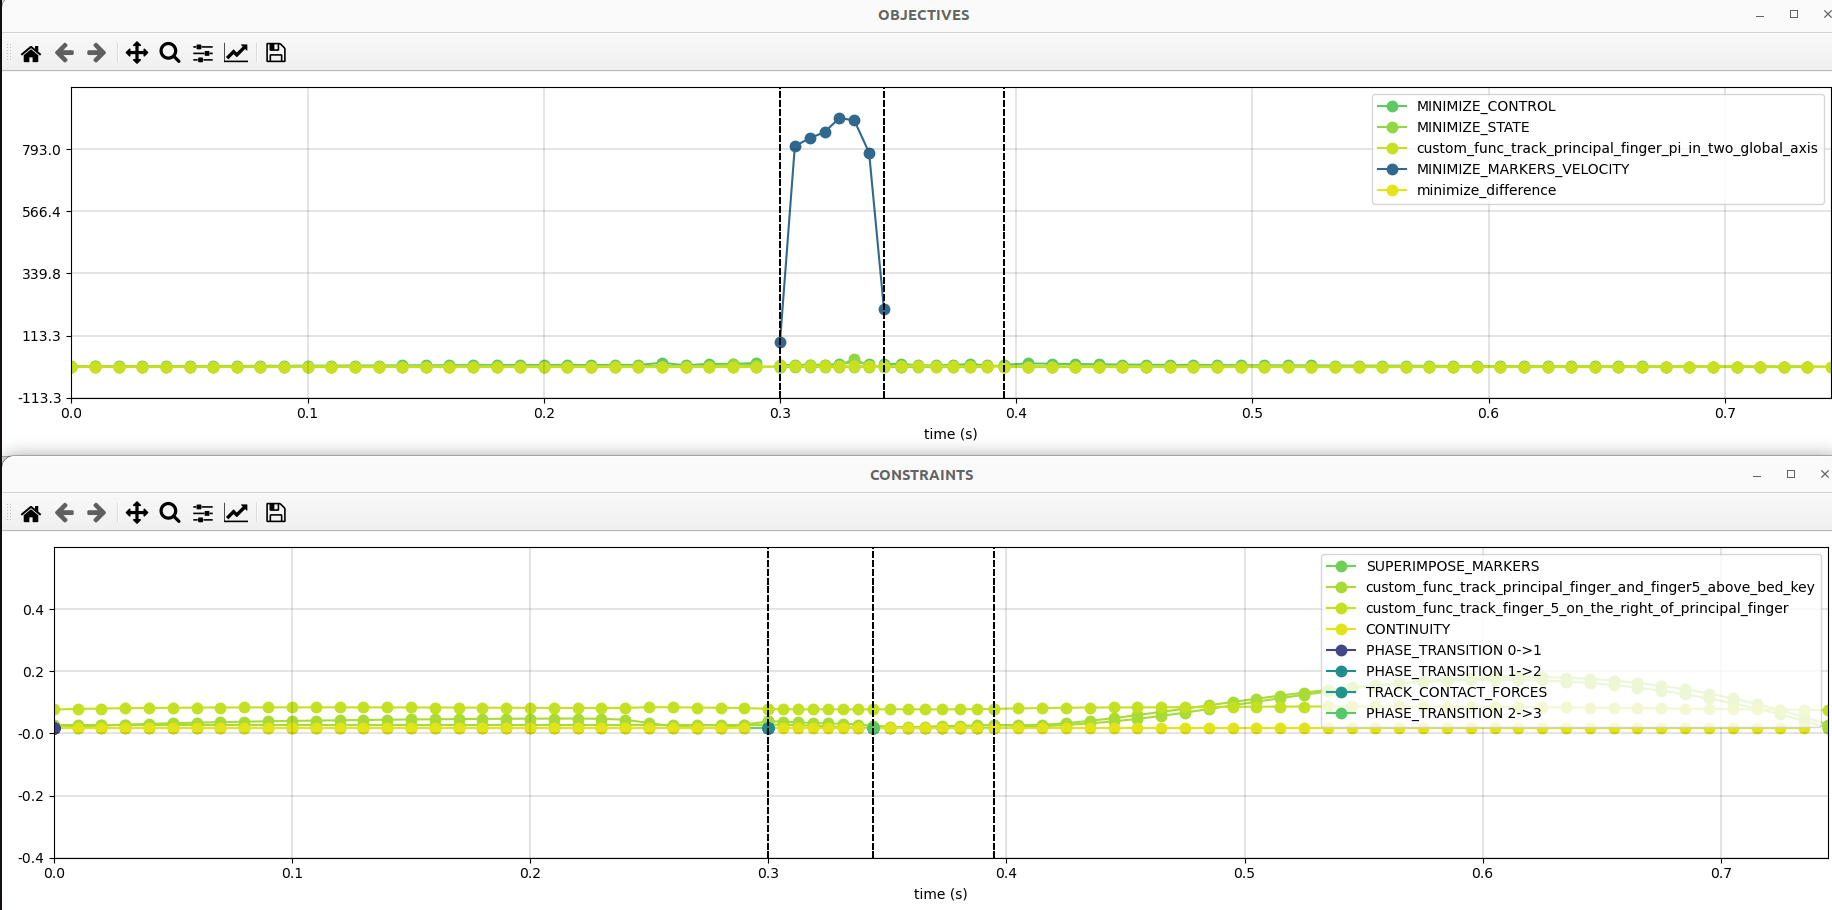 OBJECTIVES
793.0
566.4
339.8
113.3
-113.3
0.0 0.1 0.2 0.3 0.4 0.5 0.6 0.7
time (s)
MINIMIZE_CONTROL
MINIMIZE_STATE
custom_func_track_principal_finger_pi_in_two_global_axis
MINIMIZE_MARKERS_VELOCITY
minimize_difference
CONSTRAINTS
0.4
0.2
-0.0
-0.2
-0.4
0.0 0.1 0.2 0.3 0.4 0.5 0.6 0.7
time (s)
SUPERIMPOSE_MARKERS
custom_func_track_principal_finger_and_finger5_above_bed_key
custom_func_track_finger_5_on_the_right_of_principal_finger
CONTINUITY
PHASE_TRANSITION 0->1
PHASE_TRANSITION 1->2
TRACK_CONTACT_FORCES
PHASE_TRANSITION 2->3